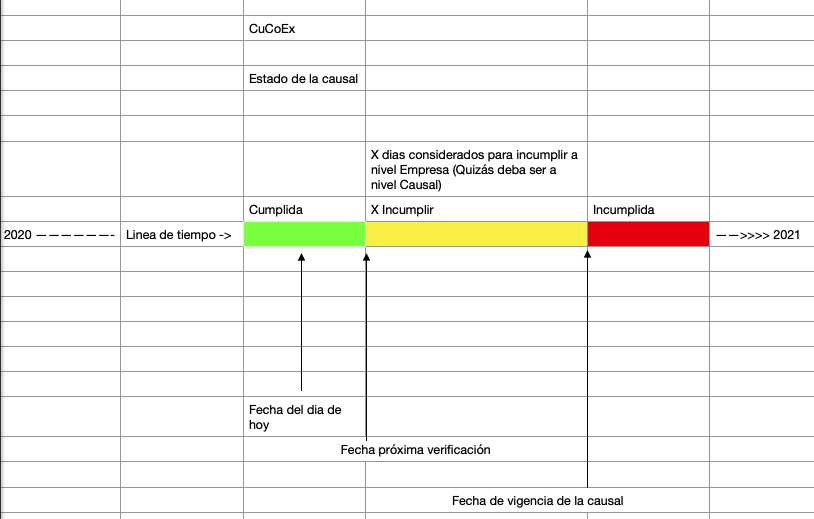 CuCoEx
Estado de la causal
X dias considerados para incumplir a
nivel Empresa (Quizás deba ser a
nivel Causal)
Cumplida
X Incumplir
Incumplida
2020 — — — — — — -
Linea de tiempo ->
— —>>>> 2021
Fecha del dia de
hoy
Fecha próxima verificación
Fecha de vigencia de la causal